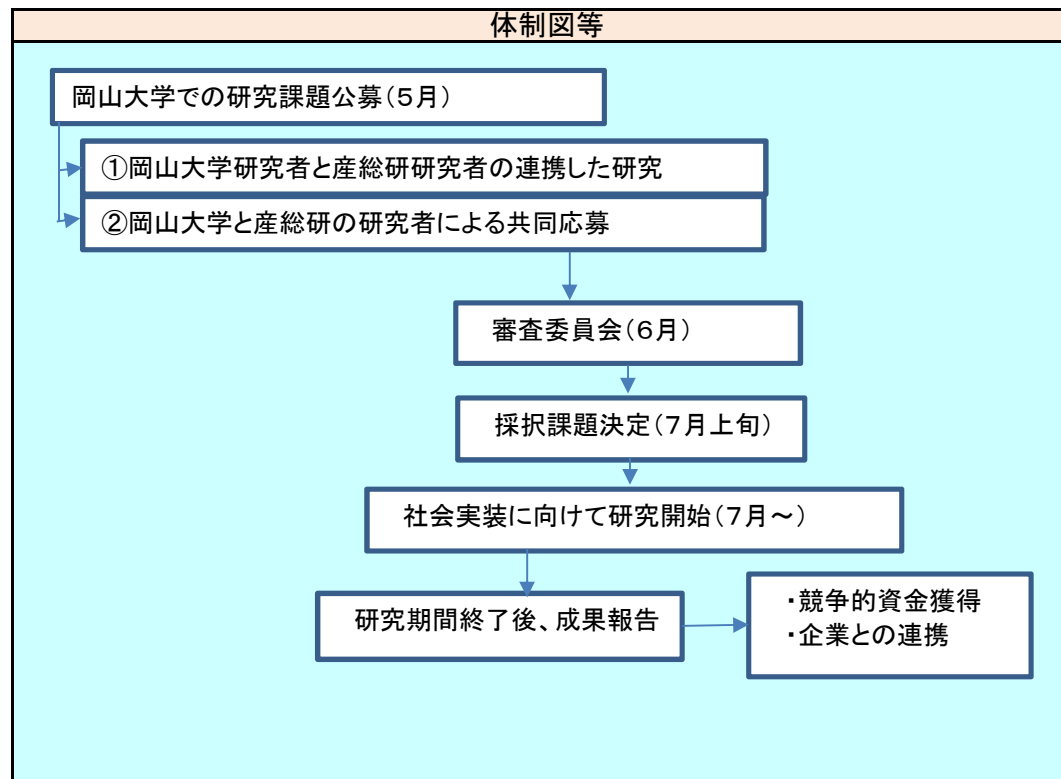 体制図等
岡山大学での研究課題公募（５月）
①岡山大学研究者と産総研研究者の連携した研究
②岡山大学と産総研の研究者による共同応募
審査委員会（６月）
採択課題決定（７月上旬）
社会実装に向けて研究開始（７月～）
研究期間終了後、成果報告
・競争的資金獲得
・企業との連携